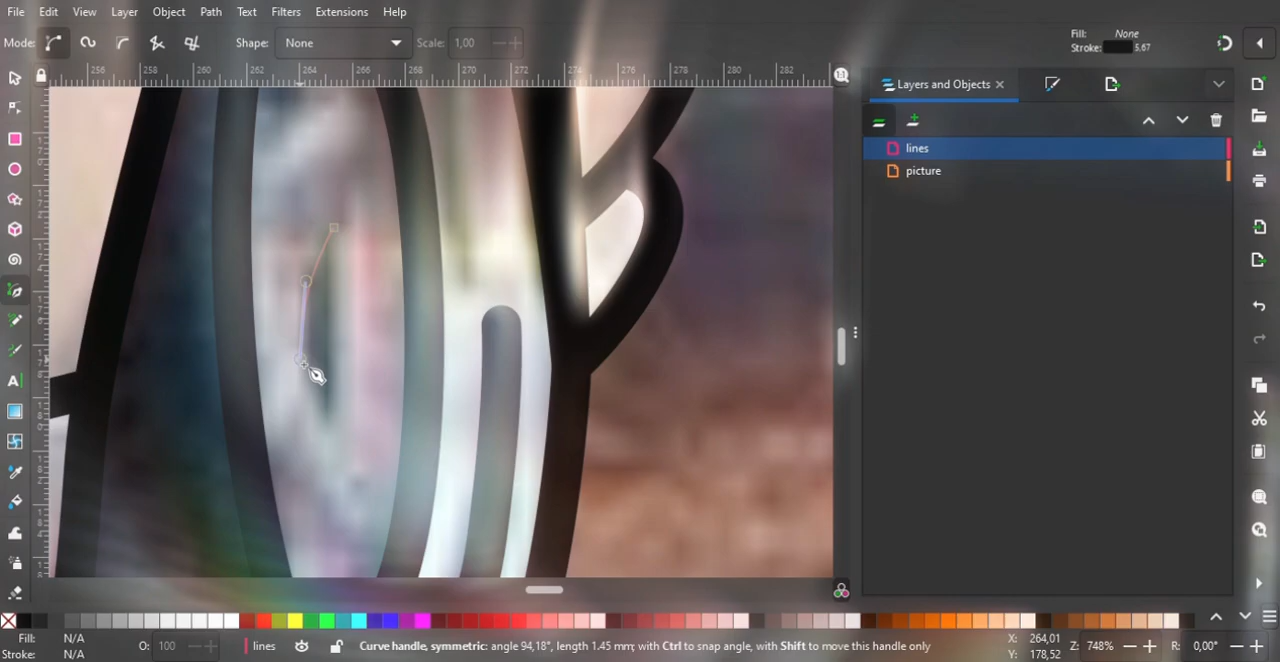 File Edit View Layer Object Path Text Filters Extensions Help
Mode: Shape: None Scale: 1,00 Fill: None
Stroke: 5,67
256 258 260 262 264 266 268 270 272 274 276 278 280 282
Layers and Objects
lines
picture
Fill: N/A
Stroke: N/A
O: 100
lines
Curve handle, symmetric: angle 94,18°, length 1.45 mm; with Ctrl to snap angle, with Shift to move this handle only
X: 264,01
Y: 178,52
Z: 748%
R: 0,00°